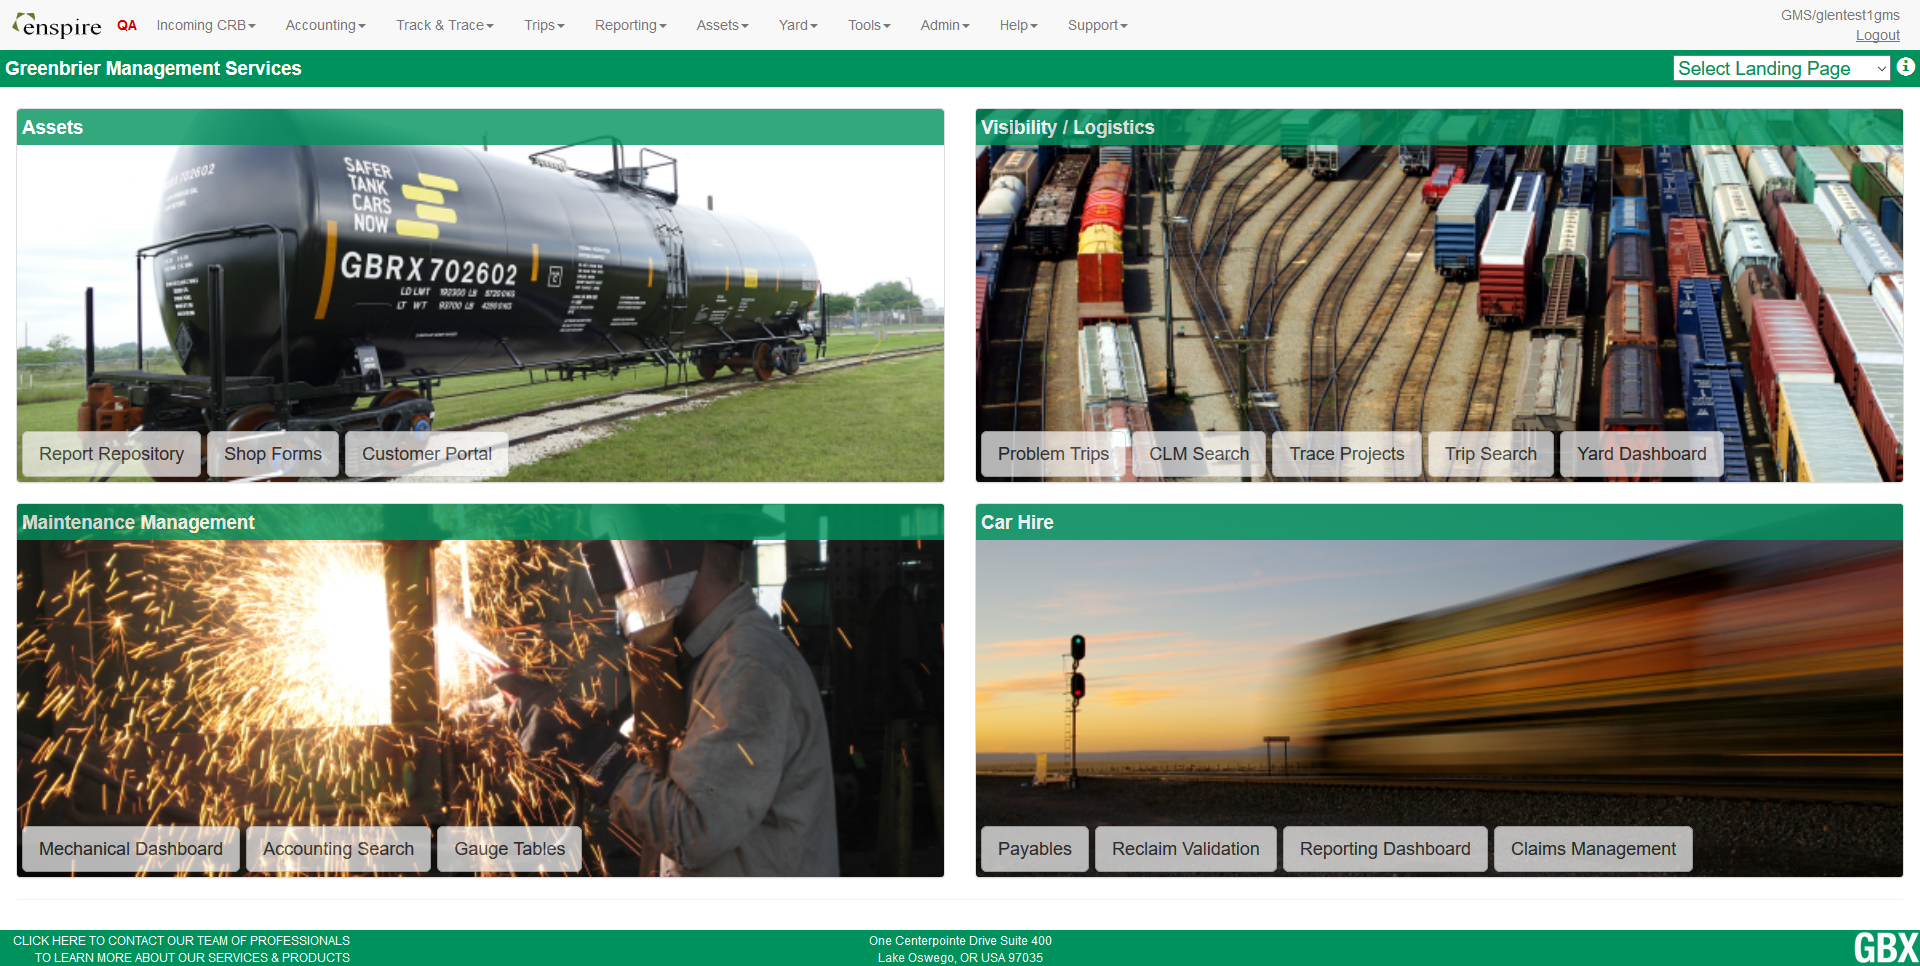 enspire QA Incoming CRB Accounting Track & Trace Trips Reporting Assets Yard Tools Admin Help Support
GMS/glentest1gms
Logout
Greenbrier Management Services
Select Landing Page
Assets
SAFER
TANK
CARS
NOW
702602
GBRX 702602
LD LMT 192300 LB
LT WT 93700 LB
Report Repository Shop Forms Customer Portal
Visibility / Logistics
Problem Trips CLM Search Trace Projects Trip Search Yard Dashboard
Maintenance Management
Mechanical Dashboard Accounting Search Gauge Tables
Car Hire
Payables Reclaim Validation Reporting Dashboard Claims Management
CLICK HERE TO CONTACT OUR TEAM OF PROFESSIONALS
TO LEARN MORE ABOUT OUR SERVICES & PRODUCTS
One Centerpointe Drive Suite 400
Lake Oswego, OR USA 97035
GBX